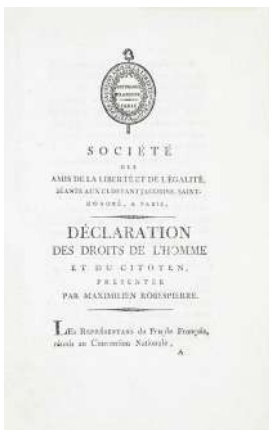 SOCIÉTÉ
DES
AMIS DE LA LIBERTÉ ET DE L'ÉGALITÉ,
SÉANTS AUX CI-DEVANT JACOBINS, SAINT-
HONORÉ, A PARIS.
DÉCLARATION
DES DROITS DE L'HOMME
ET DU CITOYEN,
PRÉSENTÉE
PAR MAXIMILIEN ROBESPIERRE.
LES REPRÉSENTANS du Peuple Français,
réunis en Convention Nationale,
A